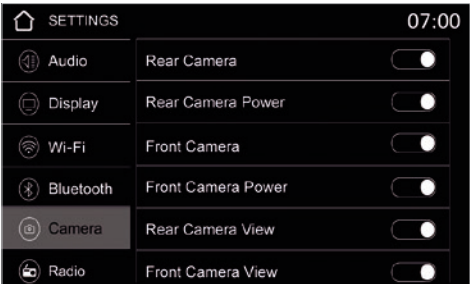 SETTINGS 07:00
Audio
Display
Wi-Fi
Bluetooth
Camera
Radio
Rear Camera
Rear Camera Power
Front Camera
Front Camera Power
Rear Camera View
Front Camera View